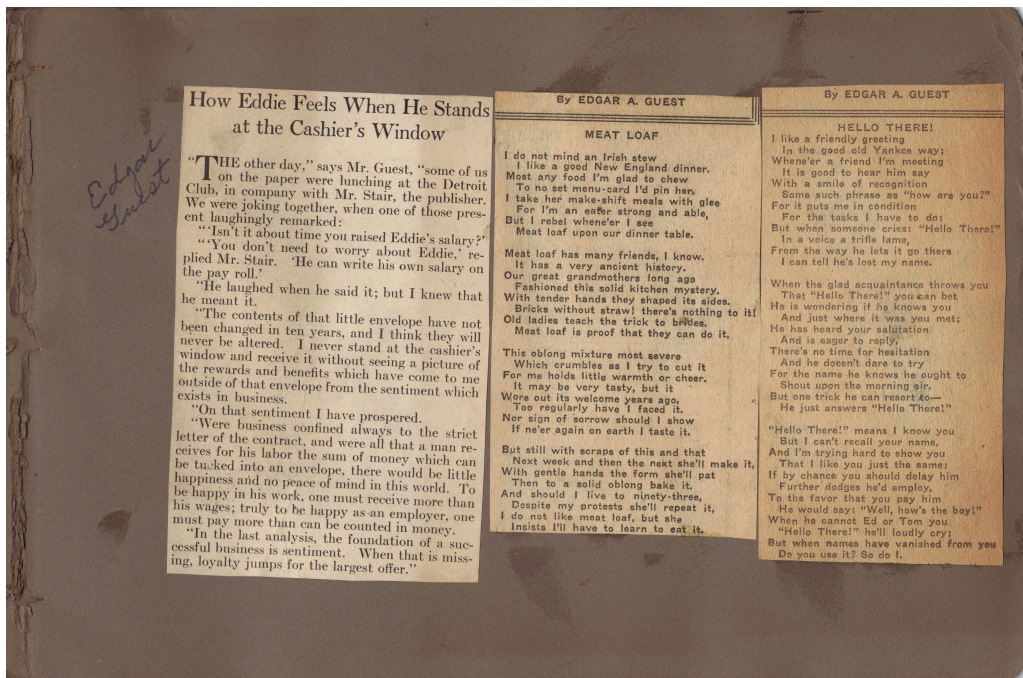 Edgar
Guest
How Eddie Feels When He Stands
at the Cashier's Window
"THE other day," says Mr. Guest, "some of us
on the paper were lunching at the Detroit
Club, in company with Mr. Stair, the publisher.
We were joking together, when one of those pres-
ent laughingly remarked:
"'Isn't it about time you raised Eddie's salary?'
"'You don't need to worry about Eddie,' re-
plied Mr. Stair. 'He can write his own salary on
the pay roll.'
"He laughed when he said it; but I knew that
he meant it.
"The contents of that little envelope have not
been changed in ten years, and I think they will
never be altered. I never stand at the cashier's
window and receive it without seeing a picture of
the rewards and benefits which have come to me
outside of that envelope from the sentiment which
exists in business.
"On that sentiment I have prospered.
"Were business confined always to the strict
letter of the contract, and were all that a man re-
ceives for his labor the sum of money which can
be tucked into an envelope, there would be little
happiness and no peace of mind in this world. To
be happy in his work, one must receive more than
his wages; truly to be happy as an employer, one
must pay more than can be counted in money.
"In the last analysis, the foundation of a suc-
cessful business is sentiment. When that is miss-
ing, loyalty jumps for the largest offer."
By EDGAR A. GUEST
MEAT LOAF
I do not mind an Irish stew
I like a good New England dinner.
Most any food I'm glad to chew
To no set menu-card I'd pin her.
I take her make-shift meals with glee
For I'm an eater strong and able,
But I rebel whene'er I see
Meat loaf upon our dinner table.
Meat loaf has many friends, I know.
It has a very ancient history.
Our great grandmothers long ago
Fashioned this solid kitchen mystery.
With tender hands they shaped its sides.
Bricks without straw! there's nothing to it!
Old ladies teach the trick to brides.
Meat loaf is proof that they can do it.
This oblong mixture most severe
Which crumbles as I try to cut it
For me holds little warmth or cheer.
It may be very tasty, but it
Wore out its welcome years ago,
Too regularly have I faced it.
Nor sign of sorrow should I show
If ne'er again on earth I taste it.
But still with scraps of this and that
Next week and then the next she'll make it,
With gentle hands the form she'll pat
Then to a solid oblong bake it.
And should I live to ninety-three,
Despite my protests she'll repeat it,
I do not like meat loaf, but she
Insists I'll have to learn to eat it.
By EDGAR A. GUEST
HELLO THERE!
I like a friendly greeting
In the good old Yankee way;
Whene'er a friend I'm meeting
It is good to hear him say
With a smile of recognition
Some such phrase as "how are you?"
For it puts me in condition
For the tasks I have to do;
But when someone cries: "Hello There!"
In a voice a trifle lame,
From the way he lets it go there
I can tell he's lost my name.
When the glad acquaintance throws you
That "Hello There!" you can bet
He is wondering if he knows you
And just where it was you met;
He has heard your salutation
And is eager to reply,
There's no time for hesitation
And he doesn't dare to try
For the name he knows he ought to
Shout upon the morning air.
But one trick he can resort to—
He just answers "Hello There!"
"Hello There!" means I know you
But I can't recall your name,
And I'm trying hard to show you
That I like you just the same;
If by chance you should delay him
Further dodges he'd employ,
To the favor that you pay him
He would say: "Well, how's the boy!"
When he cannot Ed or Tom you
"Hello There!" he'll loudly cry;
But when names have vanished from you
Do you use it? So do I.